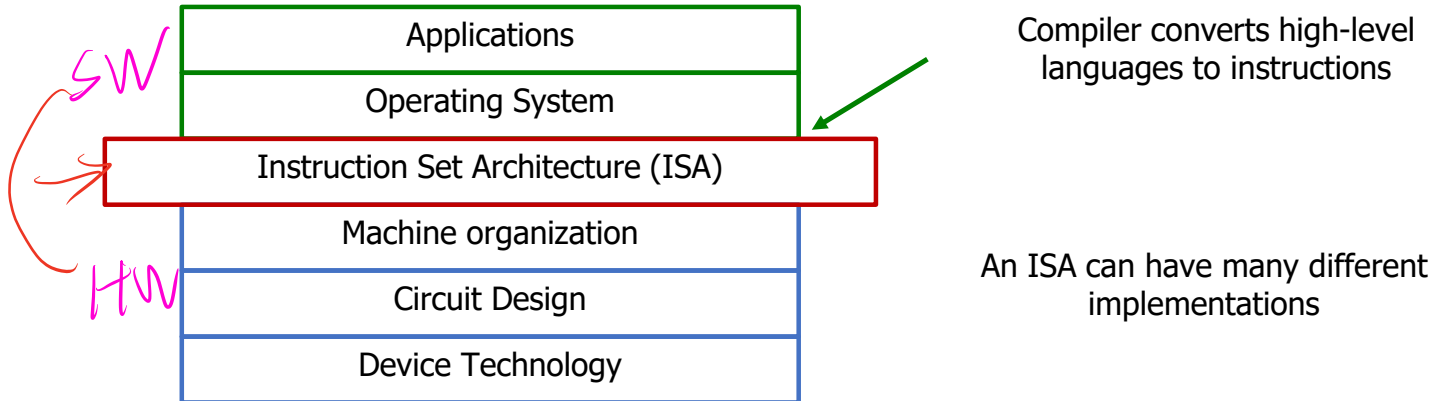 SW
Applications
Compiler converts high-level
languages to instructions
Operating System
Instruction Set Architecture (ISA)
Machine organization
HW
Circuit Design
An ISA can have many different
implementations
Device Technology